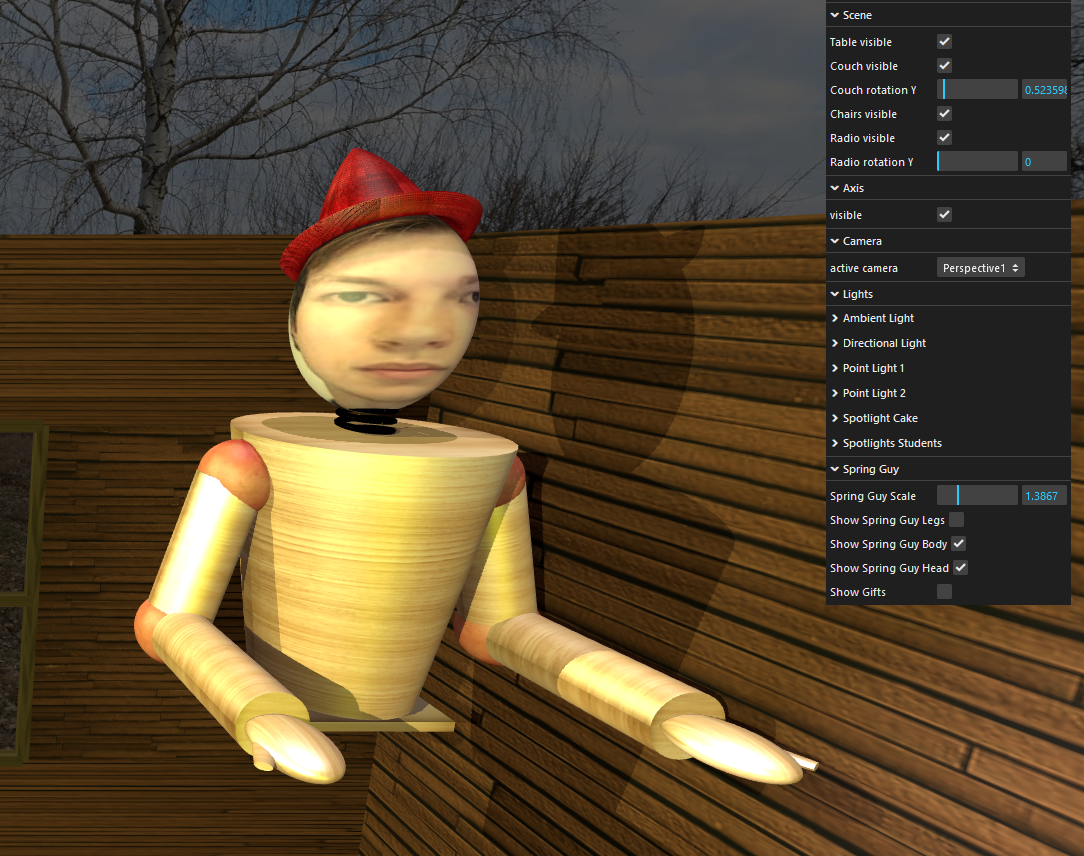 Scene
Table visible
Couch visible
Couch rotation Y 0.523598
Chairs visible
Radio visible
Radio rotation Y 0
Axis
visible
Camera
active camera Perspective1
Lights
Ambient Light
Directional Light
Point Light 1
Point Light 2
Spotlight Cake
Spotlights Students
Spring Guy
Spring Guy Scale 1.3867
Show Spring Guy Legs
Show Spring Guy Body
Show Spring Guy Head
Show Gifts